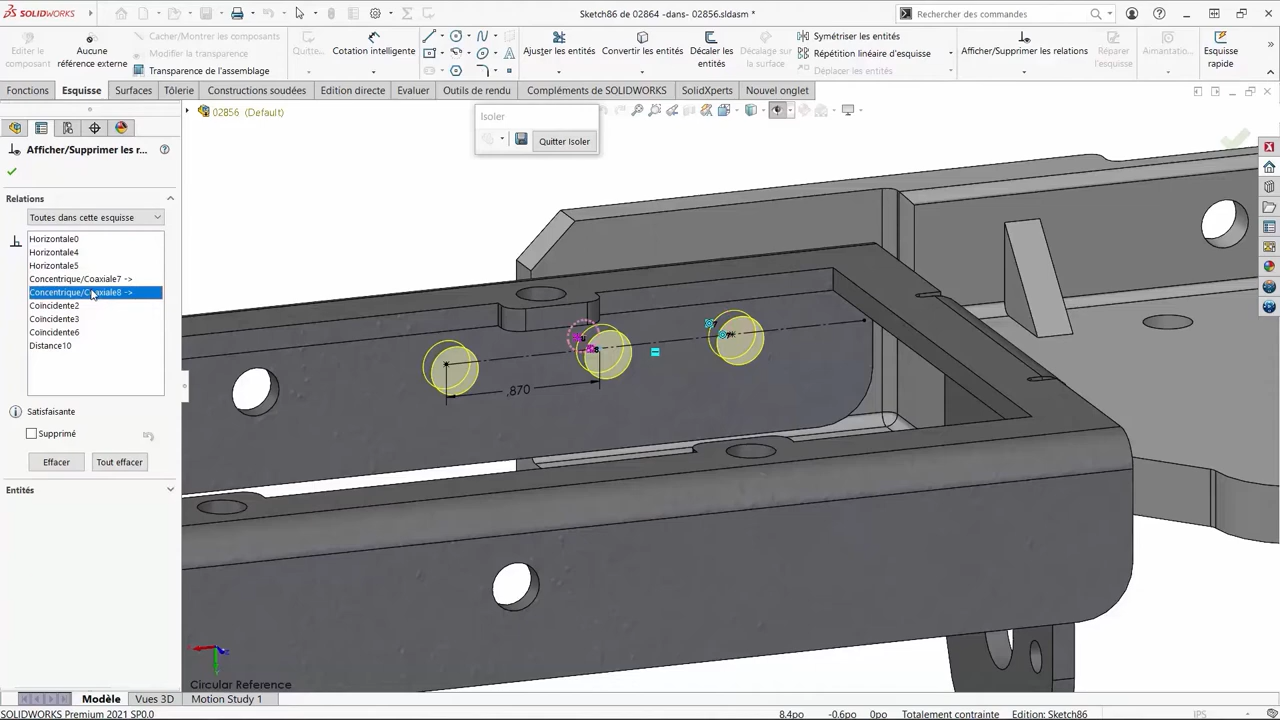 SOLIDWORKS
Sketch86 de 02864 -dans- 02856.sldasm *
Rechercher des commandes
Editer le composant
Aucune référence externe
Cacher/Montrer les composants
Modifier la transparence
Transparence de l'assemblage
Quitte...
Cotation intelligente
Ajuster les entités
Convertir les entités
Décaler les entités
Décalage sur la surface
Symétriser les entités
Répétition linéaire d'esquisse
Déplacer les entités
Afficher/Supprimer les relations
Réparer l'esquisse
Aimantation...
Esquisse rapide
Fonctions
Esquisse
Surfaces
Tôlerie
Constructions soudées
Edition directe
Evaluer
Outils de rendu
Compléments de SOLIDWORKS
SolidXperts
Nouvel onglet
02856 (Default)
Isoler
Quitter Isoler
Afficher/Supprimer les r...
Relations
Toutes dans cette esquisse
Horizontale0
Horizontale4
Horizontale5
Concentrique/Coaxiale7 ->
Concentrique/Coaxiale8 ->
Coincidente2
Coincidente3
Coincidente6
Distance10
Satisfaisante
Supprimé
Effacer
Tout effacer
Entités
,870
Circular Reference
Modèle
Vues 3D
Motion Study 1
SOLIDWORKS Premium 2021 SP0.0
8.4po
-0.6po
0po
Totalement contrainte
Edition: Sketch86
IPS